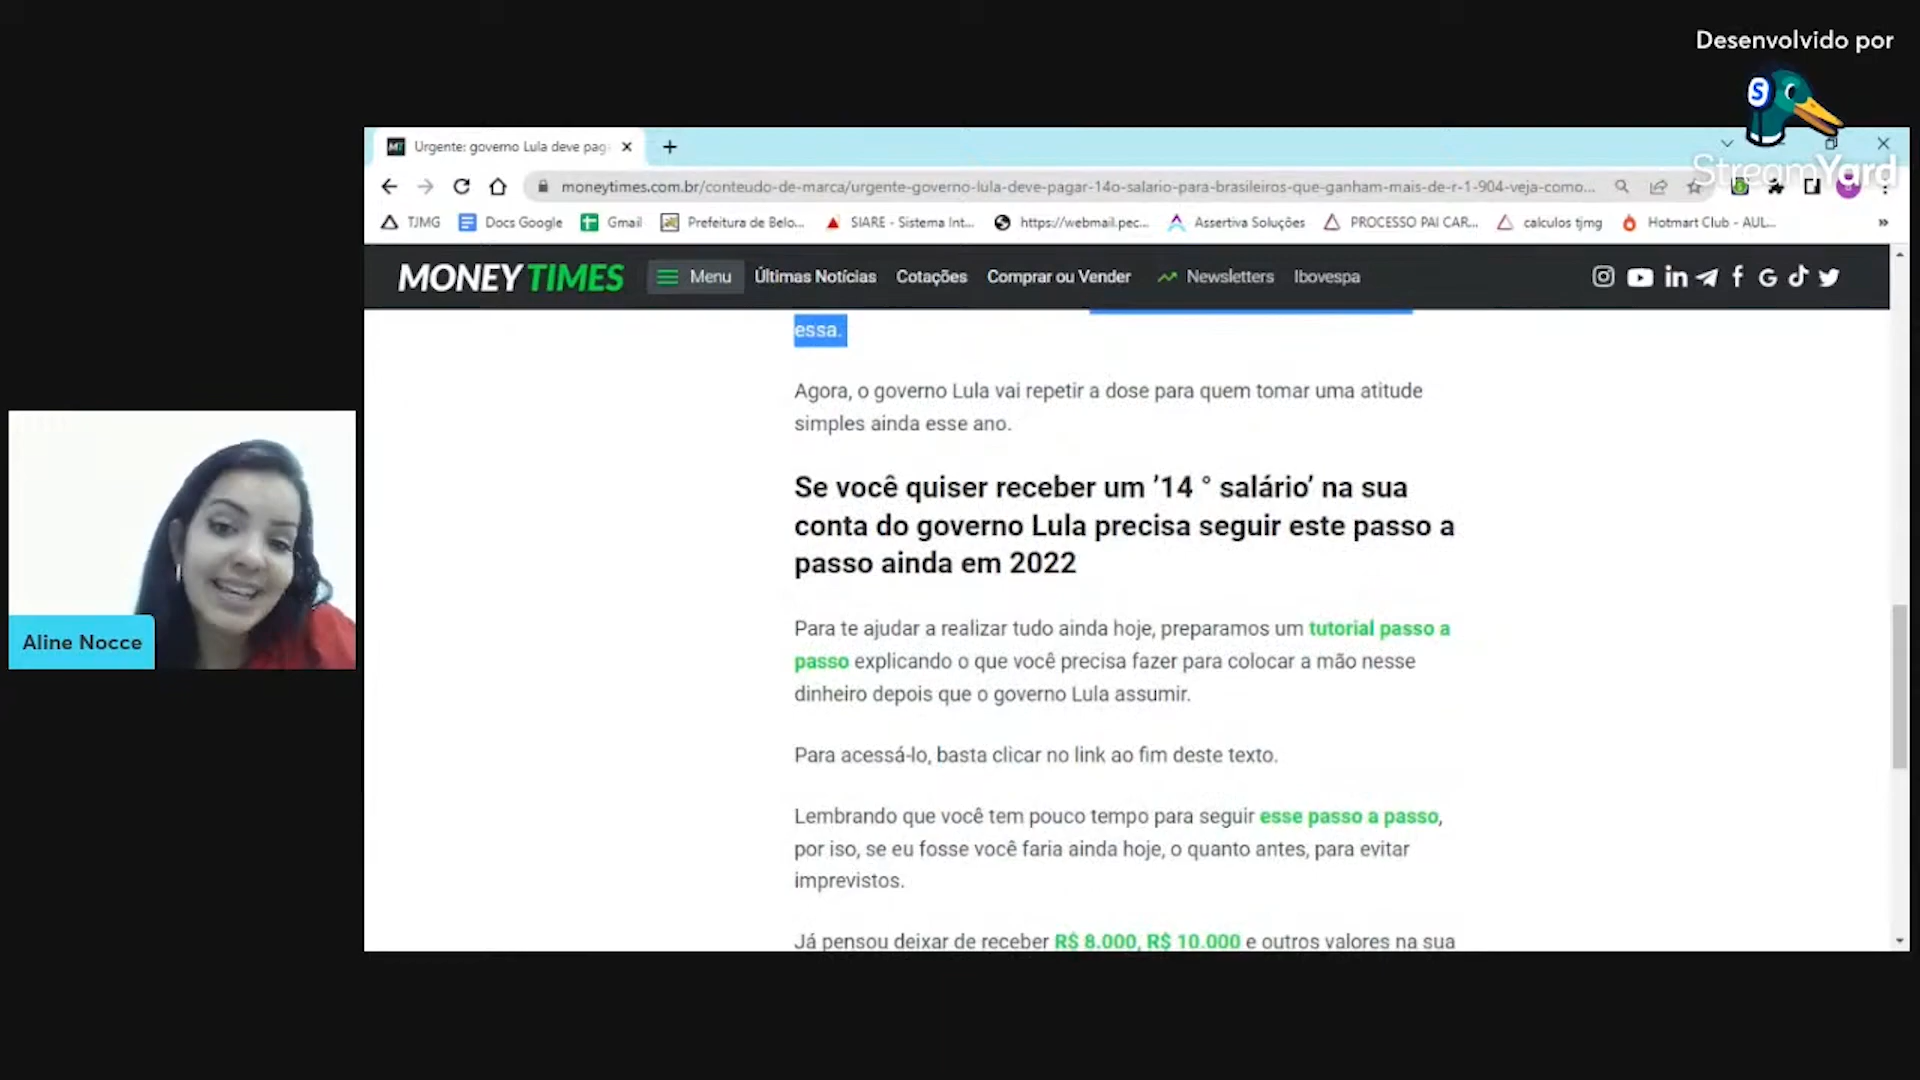 Desenvolvido por
StreamYard
Urgente: governo Lula deve pag
moneytimes.com.br/conteudo-de-marca/urgente-governo-lula-deve-pagar-14o-salario-para-brasileiros-que-ganham-mais-de-r-1-904-veja-como...
TJMG Docs Google Gmail Prefeitura de Belo... SIARE - Sistema Int... https://webmail.pec... Assertiva Soluções PROCESSO PAI CAR... calculos tjmg Hotmart Club - AUL... »
MONEY TIMES Menu Últimas Notícias Cotações Comprar ou Vender Newsletters Ibovespa
essa.
Agora, o governo Lula vai repetir a dose para quem tomar uma atitude
simples ainda esse ano.
Se você quiser receber um ’14 ° salário’ na sua
conta do governo Lula precisa seguir este passo a
passo ainda em 2022
Para te ajudar a realizar tudo ainda hoje, preparamos um tutorial passo a
passo explicando o que você precisa fazer para colocar a mão nesse
dinheiro depois que o governo Lula assumir.
Para acessá-lo, basta clicar no link ao fim deste texto.
Lembrando que você tem pouco tempo para seguir esse passo a passo,
por iso, se eu fosse você faria ainda hoje, o quanto antes, para evitar
imprevistos.
Já pensou deixar de receber R$ 8.000, R$ 10.000 e outros valores na sua
Aline Nocce